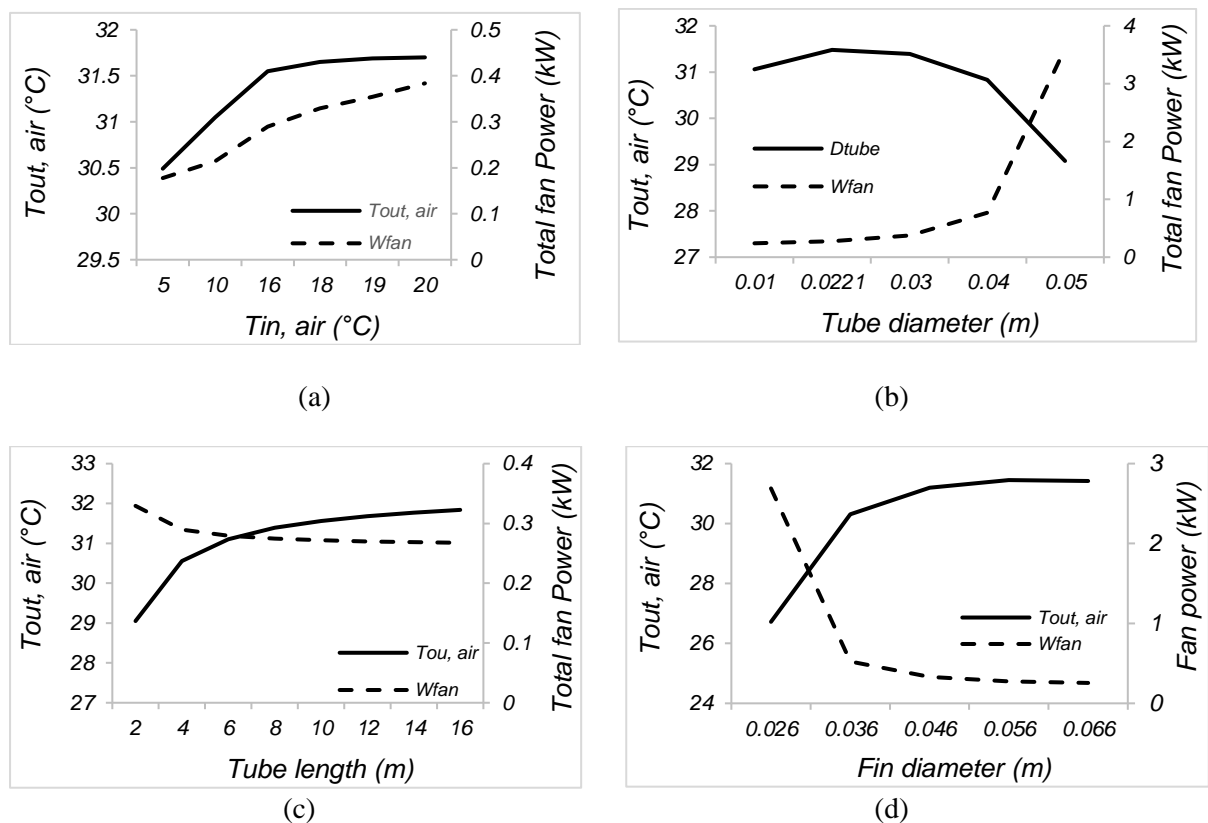 32
31.5
31
30.5
30
29.5
Tout, air (°C)
0.5
0.4
0.3
0.2
0.1
0
Total fan Power (kW)
Tout, air
Wfan
5 10 16 18 19 20
Tin, air (°C)
(a)
32
31
30
29
28
27
Tout, air (°C)
4
3
2
1
0
Total fan Power (kW)
Dtube
Wfan
0.01 0.0221 0.03 0.04 0.05
Tube diameter (m)
(b)
33
32
31
30
29
28
27
Tout, air (°C)
0.4
0.3
0.2
0.1
0
Total fan Power (kW)
Tou, air
Wfan
2 4 6 8 10 12 14 16
Tube length (m)
(c)
32
30
28
26
24
Tout, air (°C)
3
2
1
0
Fan power (kW)
Tout, air
Wfan
0.026 0.036 0.046 0.056 0.066
Fin diameter (m)
(d)